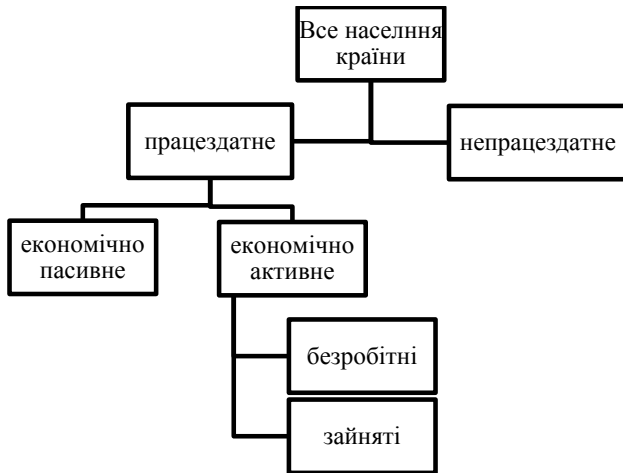 Все населння
країни
працездатне
непрацездатне
економічно
пасивне
економічно
активне
безробітні
зайняті